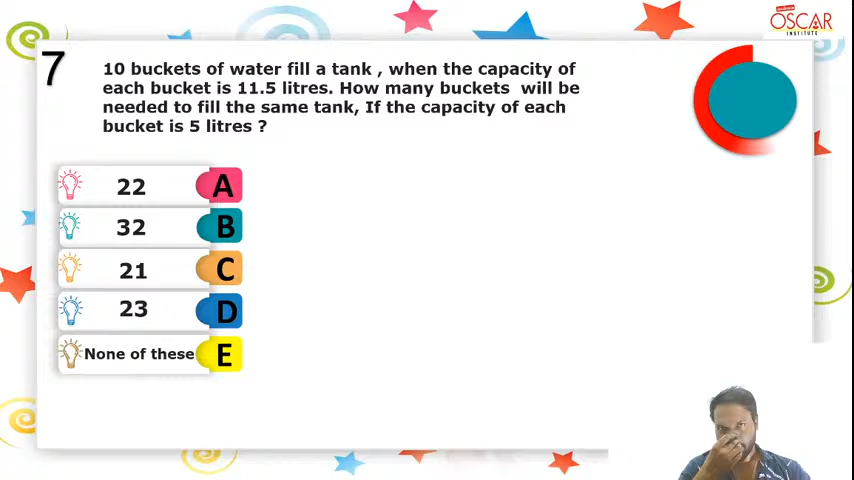 OSCAR
INSTITUTE
7
10 buckets of water fill a tank , when the capacity of
each bucket is 11.5 litres. How many buckets  will be
needed to fill the same tank, If the capacity of each
bucket is 5 litres ?
22 A
32 B
21 C
23 D
None of these E